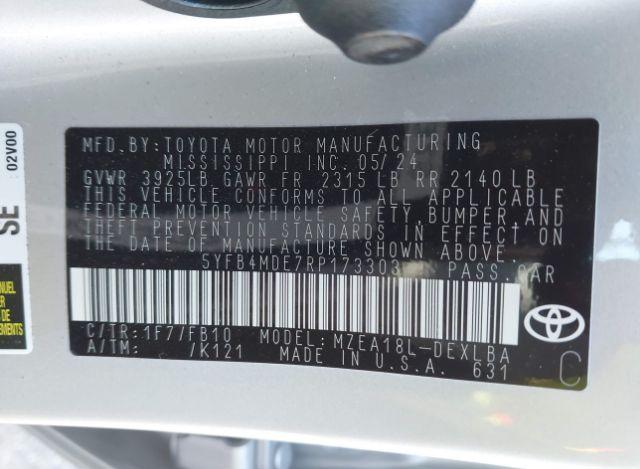 MFD.BY:TOYOTA MOTOR MANUFACTURING
MISSISSIPPI INC. 05/24
GVWR 3925LB GAWR FR 2315 LB RR 2140 LB
THIS VEHICLE CONFORMS TO ALL APPLICABLE
FEDERAL MOTOR VEHICLE SAFETY, BUMPER, AND
THEFT PREVENTION STANDARDS IN EFFECT ON
THE DATE OF MANUFACTURE SHOWN ABOVE.
5YFB4MDE7RP173303 PASS.CAR
C/TR:1F7/FB10 MODEL:MZEA18L-DEXLBA
A/TM: /K121 MADE IN U.S.A. 631
C
02V00
SE